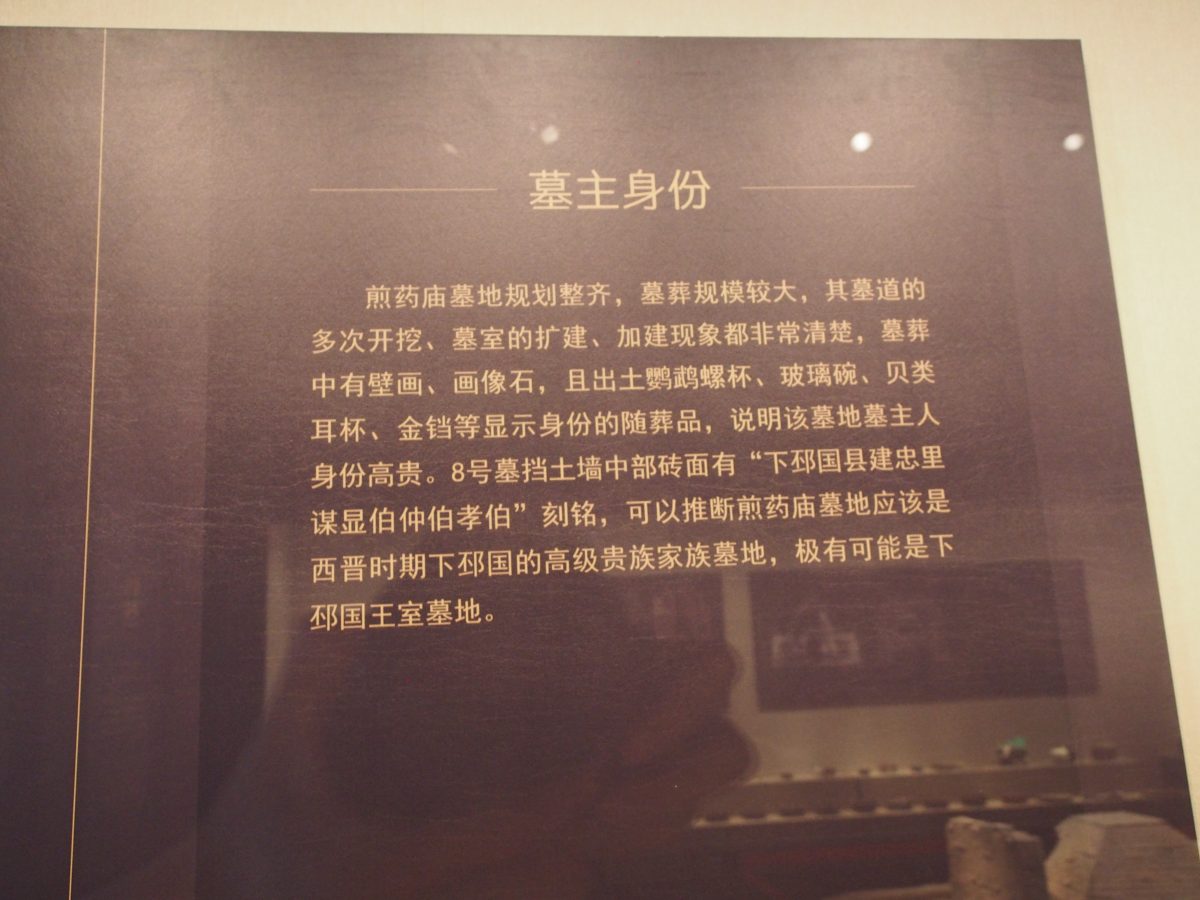 墓主身份
煎药庙墓地规划整齐，墓葬规模较大，其墓道的
多次开挖、墓室的扩建、加建现象都非常清楚，墓葬
中有壁画、画像石，且出土鹦鹉螺杯、玻璃碗、贝类
耳杯、金铛等显示身份的随葬品，说明该墓地墓主人
身份高贵。8号墓挡土墙中部砖面有“下邳国县建忠里
谋显伯仲伯孝伯”刻铭，可以推断煎药庙墓地应该是
西晋时期下邳国的高级贵族家族墓地，极有可能是下
邳国王室墓地。